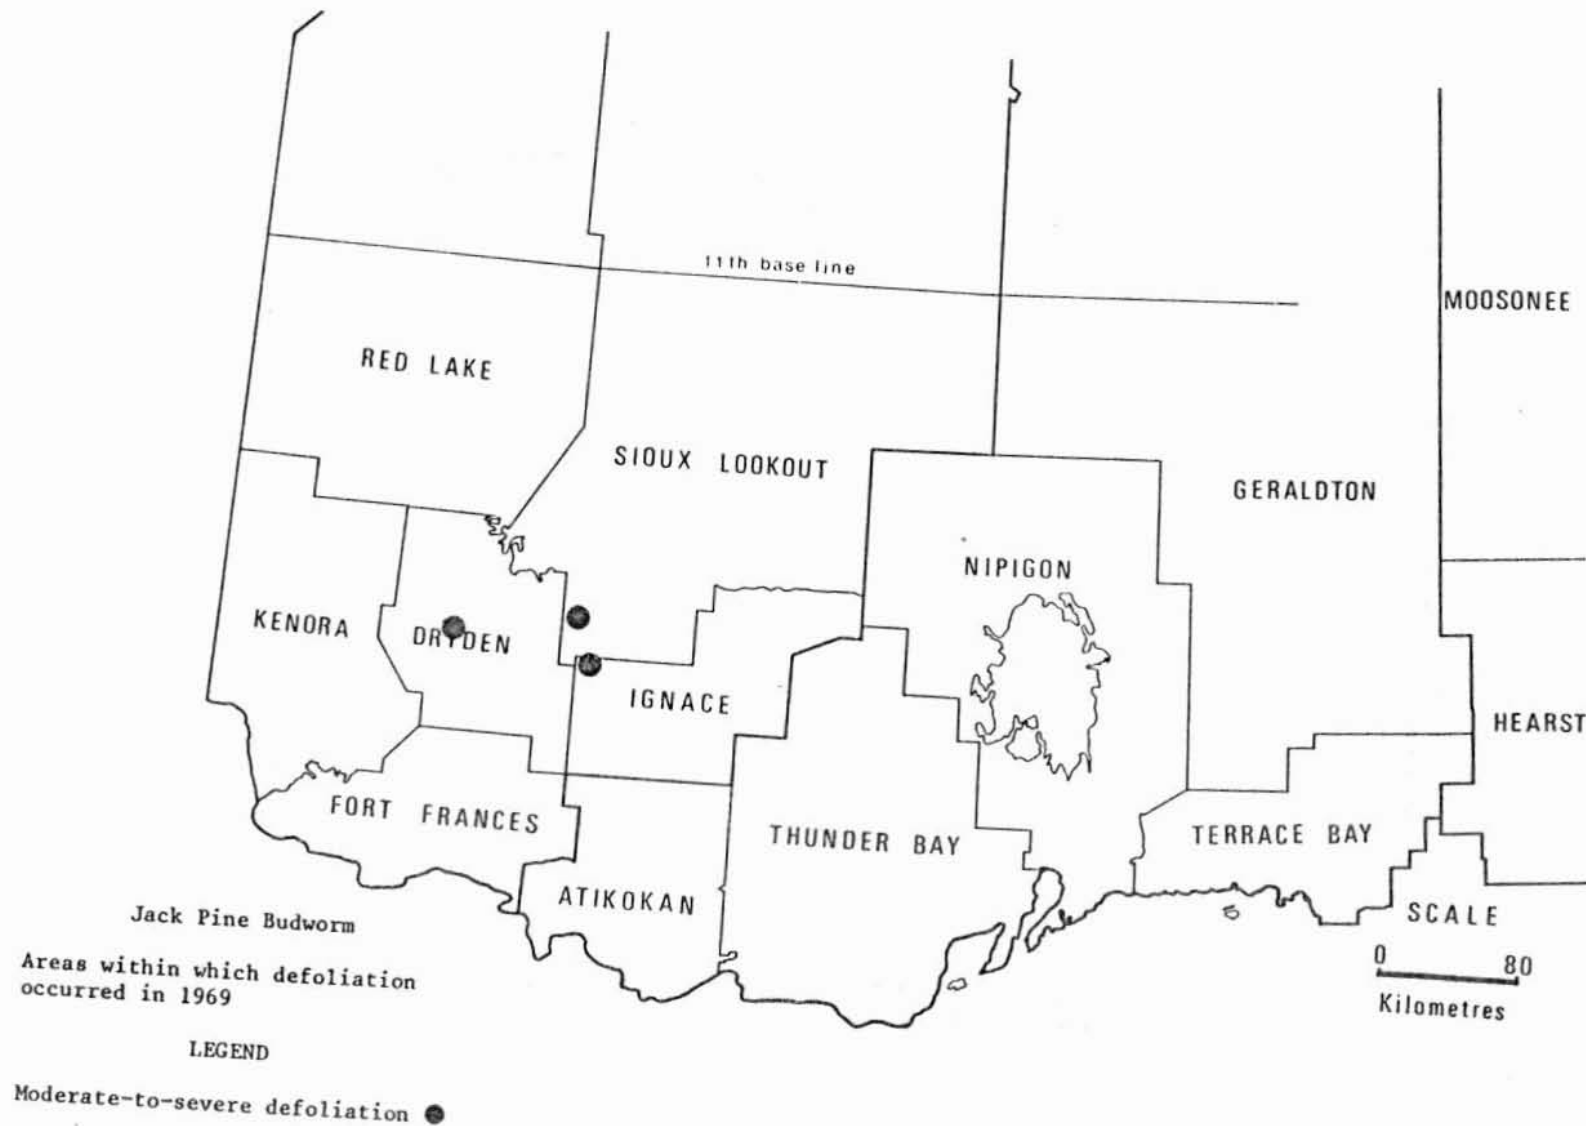 11th base line
MOOSONEE
RED LAKE
SIOUX LOOKOUT
GERALDTON
NIPIGON
KENORA
DRYDEN
IGNACE
HEARST
FORT FRANCES
THUNDER BAY
TERRACE BAY
ATIKOKAN
SCALE
0 80
Kilometres
Jack Pine Budworm
Areas within which defoliation
occurred in 1969
LEGEND
Moderate-to-severe defoliation